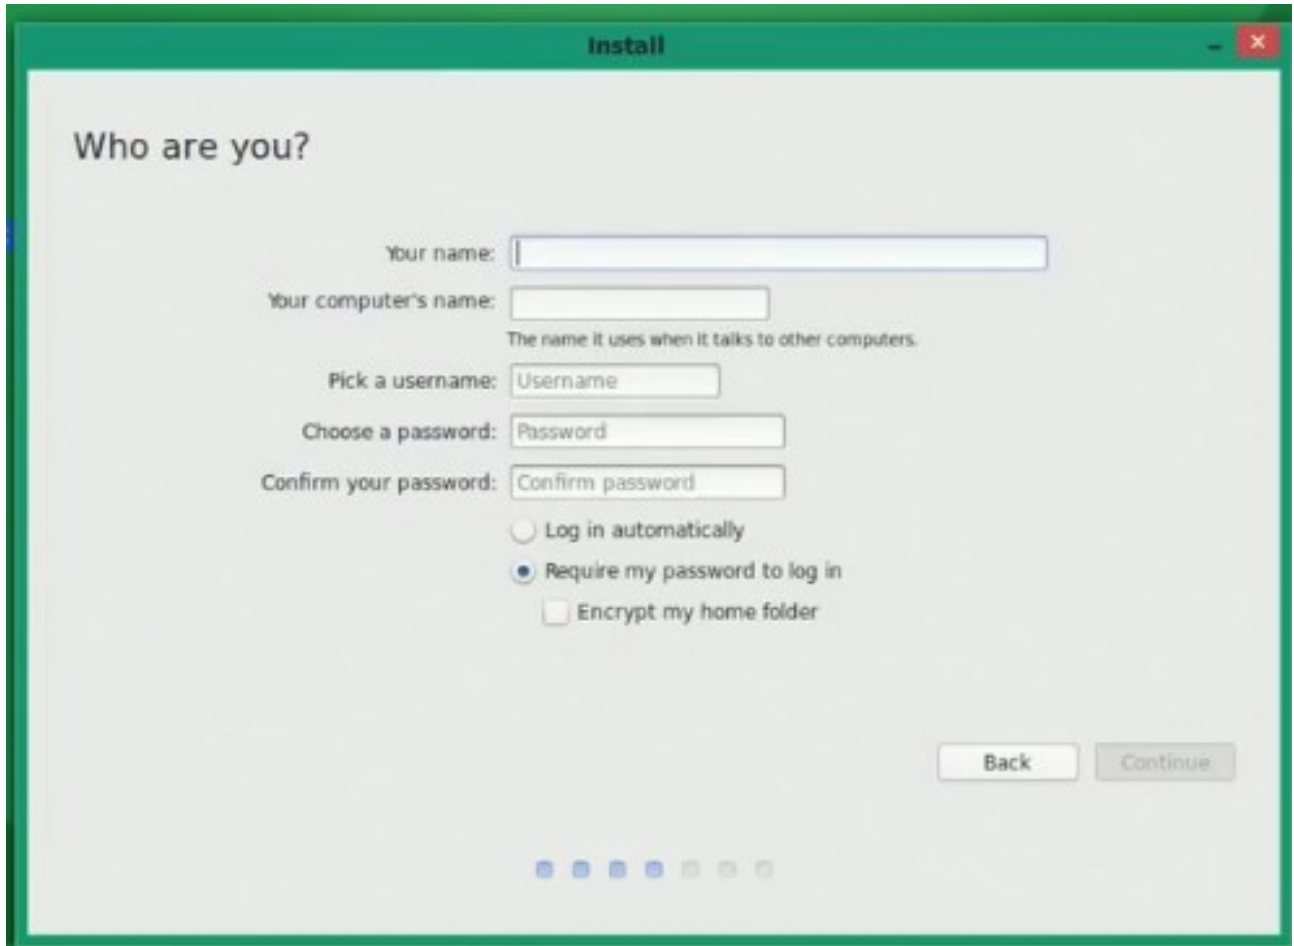 Install
Who are you?
Your name:
Your computer's name:
The name it uses when it talks to other computers.
Pick a username: Username
Choose a password: Password
Confirm your password: Confirm password
Log in automatically
Require my password to log in
Encrypt my home folder
Back Continue